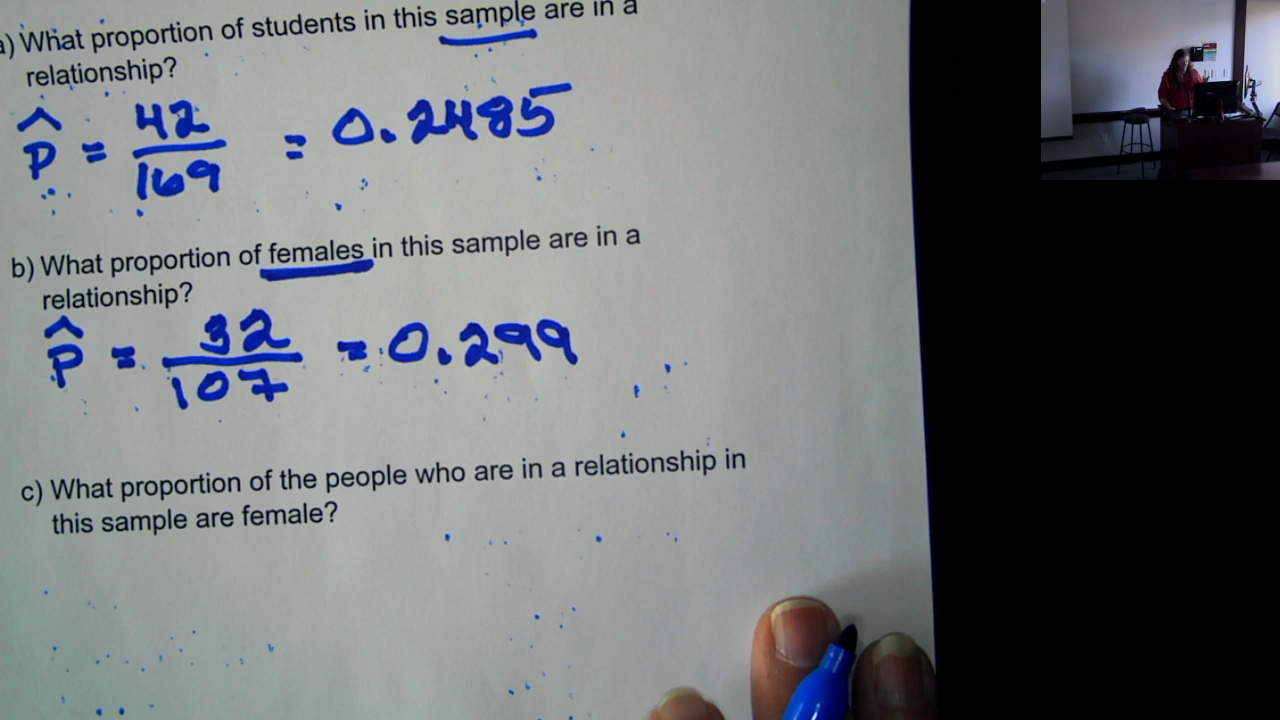 a) What proportion of students in this sample are in a
relationship?
p̂ = 42/169 = 0.2485
b) What proportion of females in this sample are in a
relationship?
p̂ = 32/107 = 0.299
c) What proportion of the people who are in a relationship in
this sample are female?